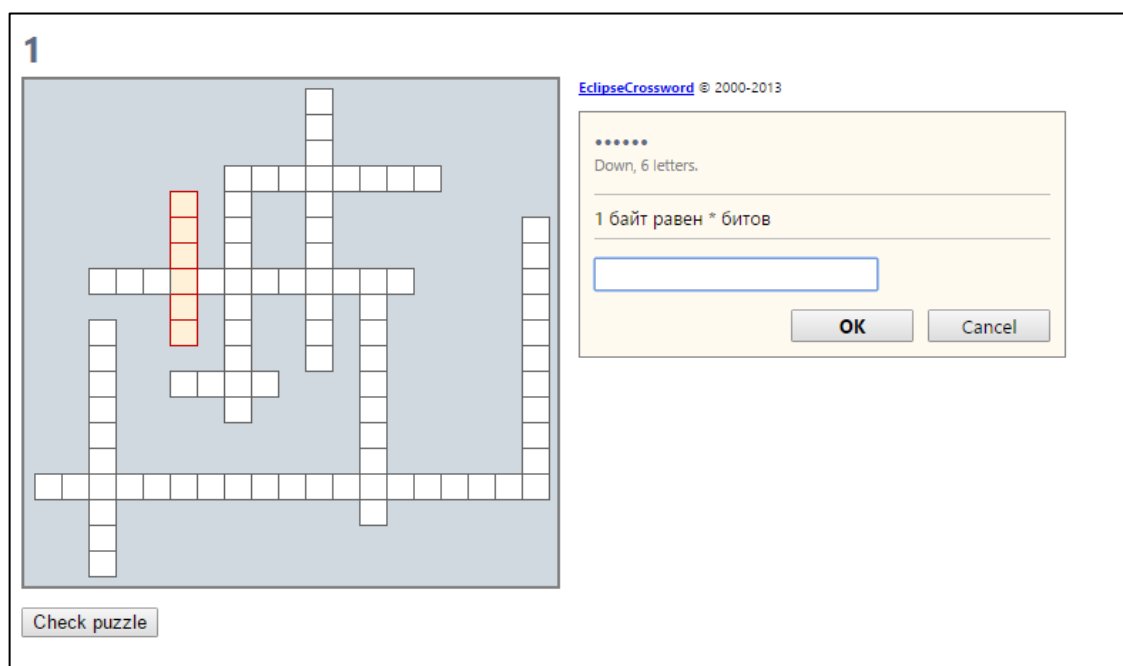 1
EclipseCrossword © 2000-2013
••••••
Down, 6 letters.
1 байт равен * битов
OK Cancel
Check puzzle